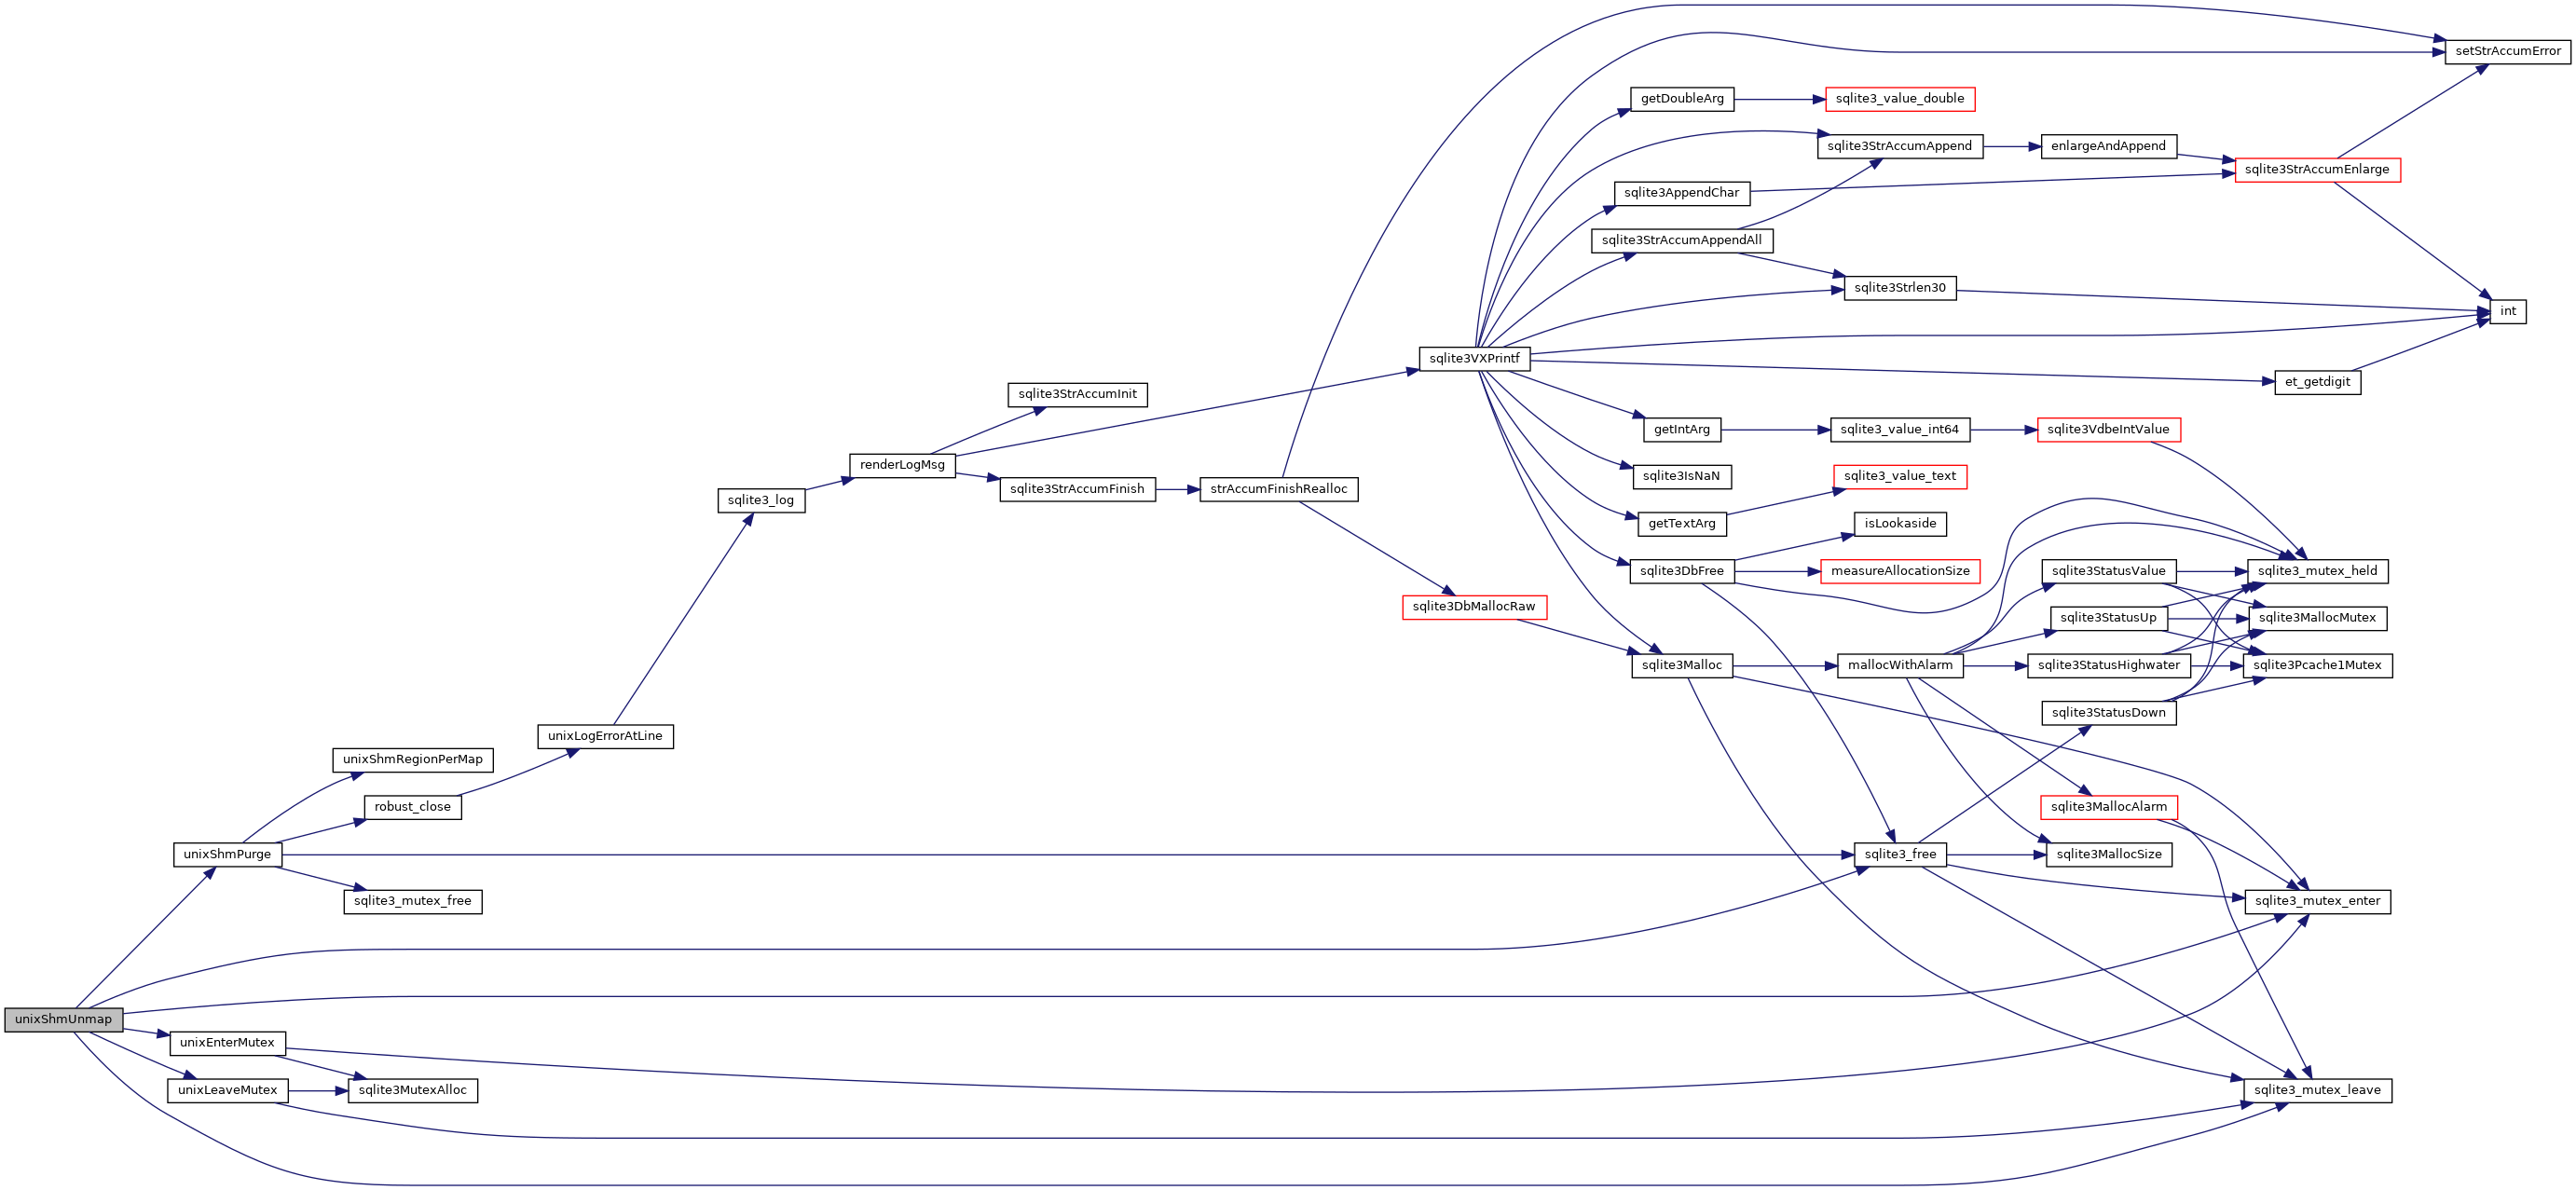 setStrAccumError
getDoubleArg
sqlite3_value_double
sqlite3StrAccumAppend
enlargeAndAppend
sqlite3StrAccumEnlarge
sqlite3AppendChar
sqlite3StrAccumAppendAll
sqlite3Strlen30
int
sqlite3VXPrintf
et_getdigit
sqlite3StrAccumInit
getIntArg
sqlite3_value_int64
sqlite3VdbeIntValue
renderLogMsg
sqlite3IsNaN
sqlite3_value_text
sqlite3_log
sqlite3StrAccumFinish
strAccumFinishRealloc
getTextArg
isLookaside
sqlite3DbFree
measureAllocationSize
sqlite3StatusValue
sqlite3_mutex_held
sqlite3DbMallocRaw
sqlite3StatusUp
sqlite3MallocMutex
sqlite3Malloc
mallocWithAlarm
sqlite3StatusHighwater
sqlite3Pcache1Mutex
sqlite3StatusDown
unixLogErrorAtLine
unixShmRegionPerMap
robust_close
sqlite3MallocAlarm
unixShmPurge
sqlite3_free
sqlite3MallocSize
sqlite3_mutex_free
sqlite3_mutex_enter
unixShmUnmap
unixEnterMutex
unixLeaveMutex
sqlite3MutexAlloc
sqlite3_mutex_leave